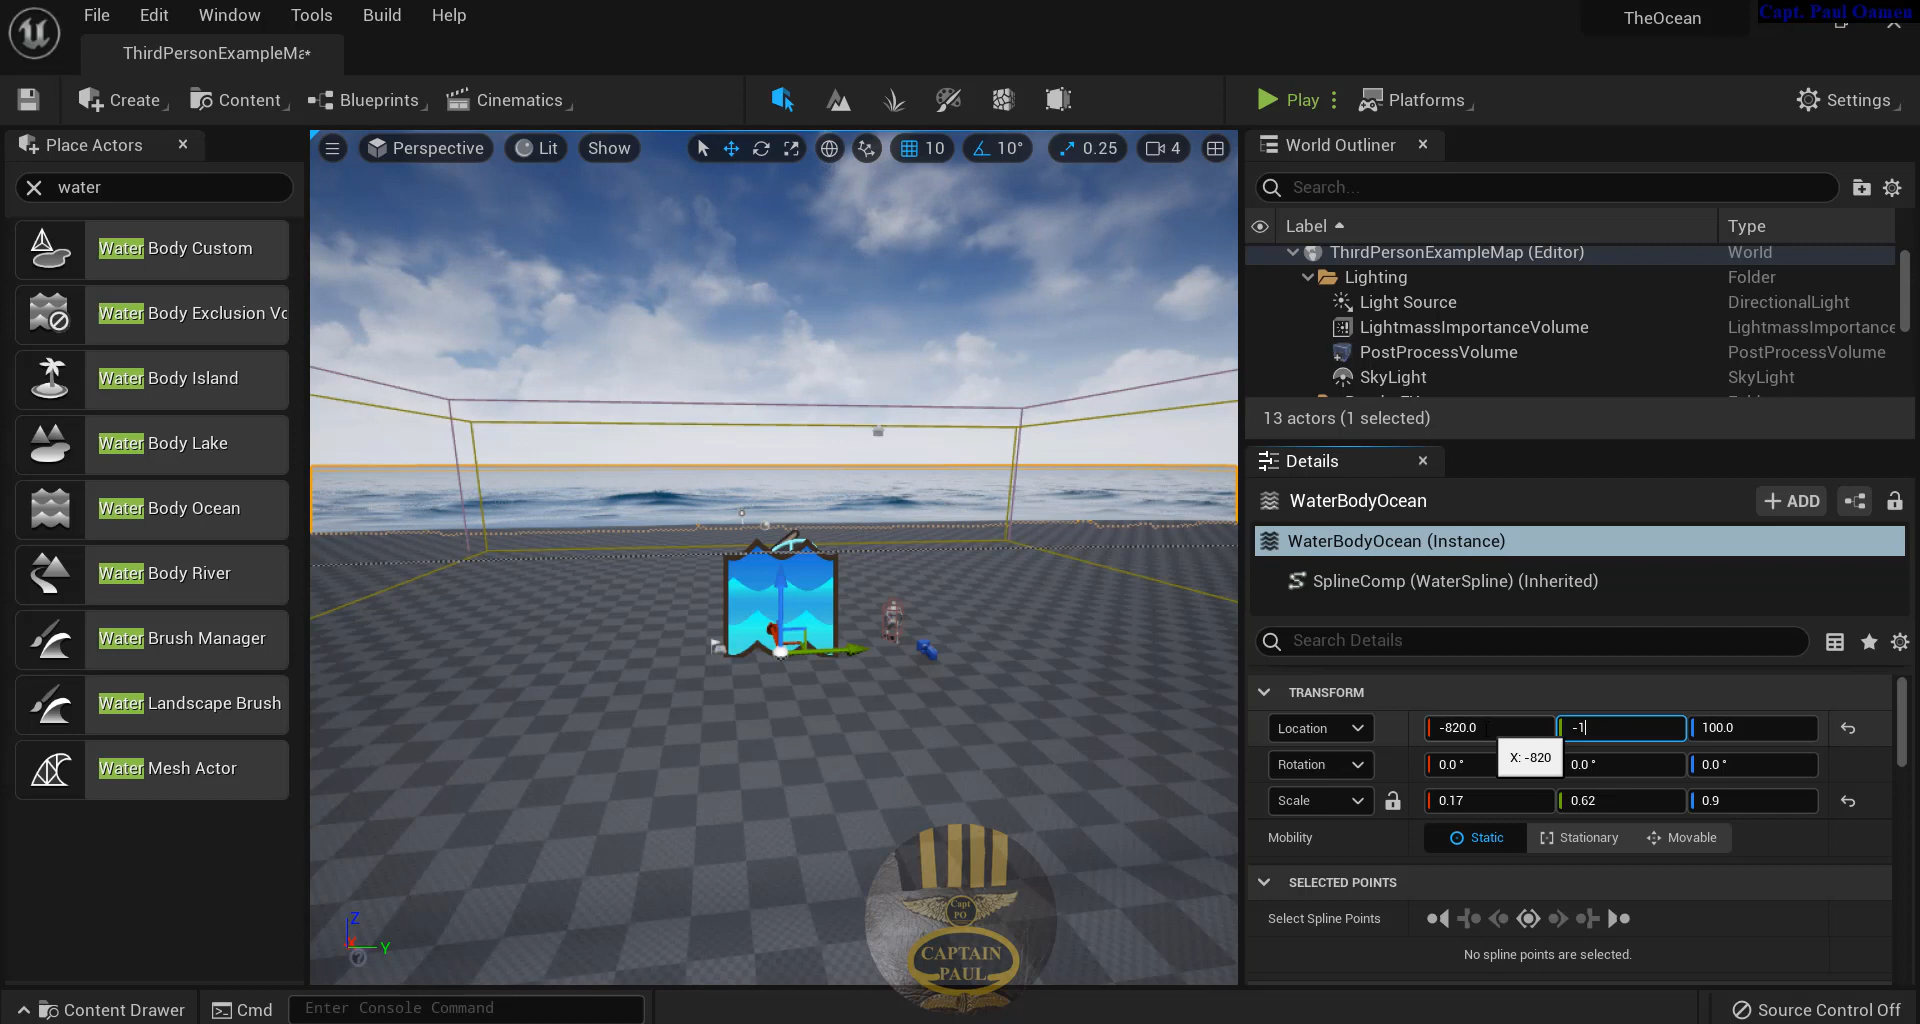 File Edit Window Tools Build Help
TheOcean
Capt. Paul Oamen
ThirdPersonExampleMa*
Create Content Blueprints Cinematics Play Platforms Settings
Place Actors
water
Water Body Custom
Water Body Exclusion Vo
Water Body Island
Water Body Lake
Water Body Ocean
Water Body River
Water Brush Manager
Water Landscape Brush
Water Mesh Actor
Perspective Lit Show 10 10° 0.25 4
Z
X
Y
Capt
PO
CAPTAIN
PAUL
World Outliner
Search...
Label Type
ThirdPersonExampleMap (Editor) World
Lighting Folder
Light Source DirectionalLight
LightmassImportanceVolume LightmassImportance
PostProcessVolume PostProcessVolume
SkyLight SkyLight
13 actors (1 selected)
Details
WaterBodyOcean
+ ADD
WaterBodyOcean (Instance)
SplineComp (WaterSpline) (Inherited)
Search Details
TRANSFORM
Location -820.0 -1 100.0
X: -820
Rotation 0.0 ° 0.0 ° 0.0 °
Scale 0.17 0.62 0.9
Mobility Static Stationary Movable
SELECTED POINTS
Select Spline Points
No spline points are selected.
Content Drawer Cmd Enter Console Command Source Control Off